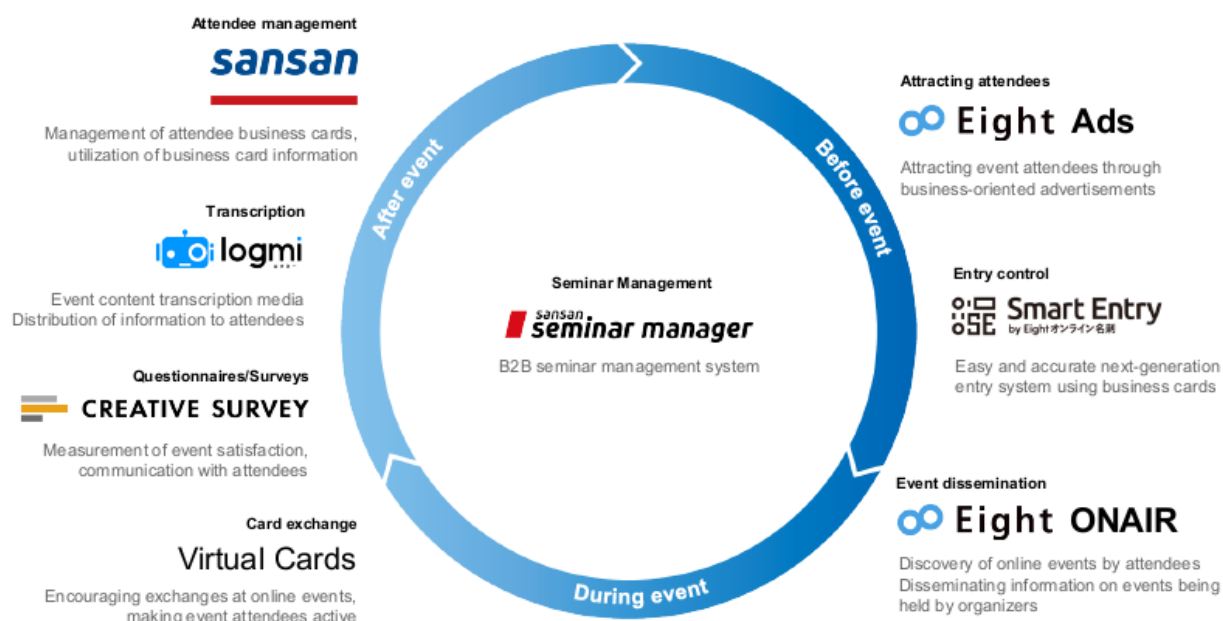 Attendee management
sansan
Management of attendee business cards,
utilization of business card information
Transcription
logmi
Event content transcription media
Distribution of information to attendees
Questionnaires/Surveys
CREATIVE SURVEY
Measurement of event satisfaction,
communication with attendees
Card exchange
Virtual Cards
Encouraging exchanges at online events,
making event attendees active
After event
Before event
During event
Seminar Management
sansan
seminar manager
B2B seminar management system
Attracting attendees
Eight Ads
Attracting event attendees through
business-oriented advertisements
Entry control
Smart Entry
by Eightオンライン名刺
Easy and accurate next-generation
entry system using business cards
Event dissemination
Eight ONAIR
Discovery of online events by attendees
Disseminating information on events being
held by organizers